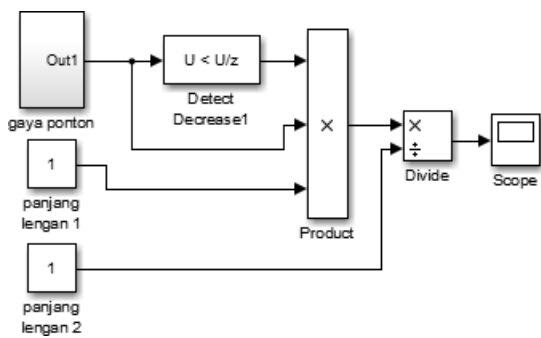 Out1
gaya ponton
U < U/z
Detect
Decrease1
×
Product
×
÷
Divide
Scope
1
panjang
lengan 1
1
panjang
lengan 2